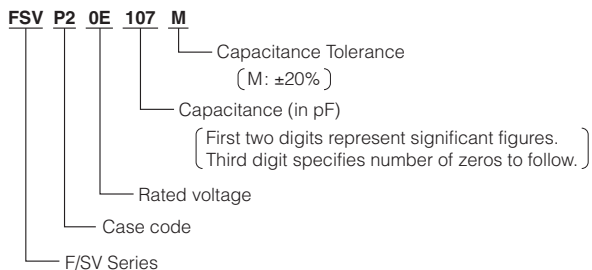 FSV P2 0E 107 M
Capacitance Tolerance
(M: ±20%)
Capacitance (in pF)
(First two digits represent significant figures.
Third digit specifies number of zeros to follow.)
Rated voltage
Case code
F/SV Series